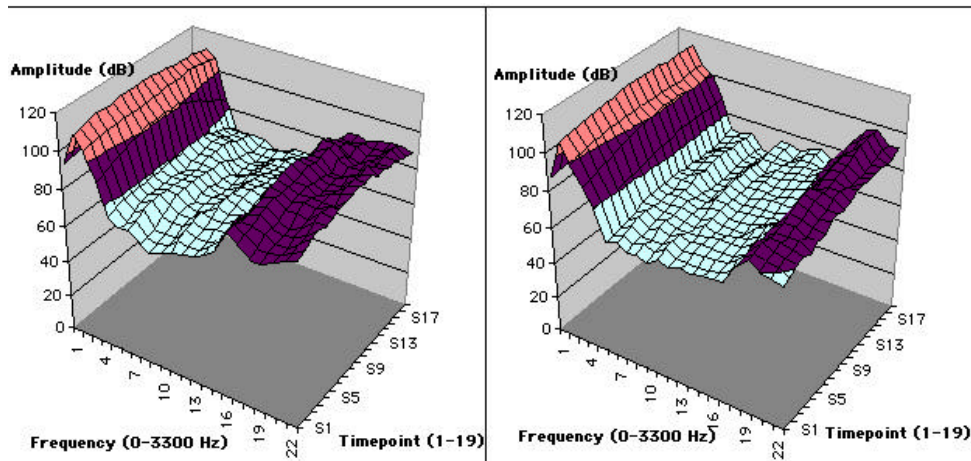 Amplitude (dB)
120
100
80
60
40
20
0
1
4
7
10
13
16
19
22
S1
S5
S9
S13
S17
Frequency (0-3300 Hz)
Timepoint (1-19)
Amplitude (dB)
120
100
80
60
40
20
0
1
4
7
10
13
16
19
22
S1
S5
S9
S13
S17
Frequency (0-3300 Hz)
Timepoint (1-19)